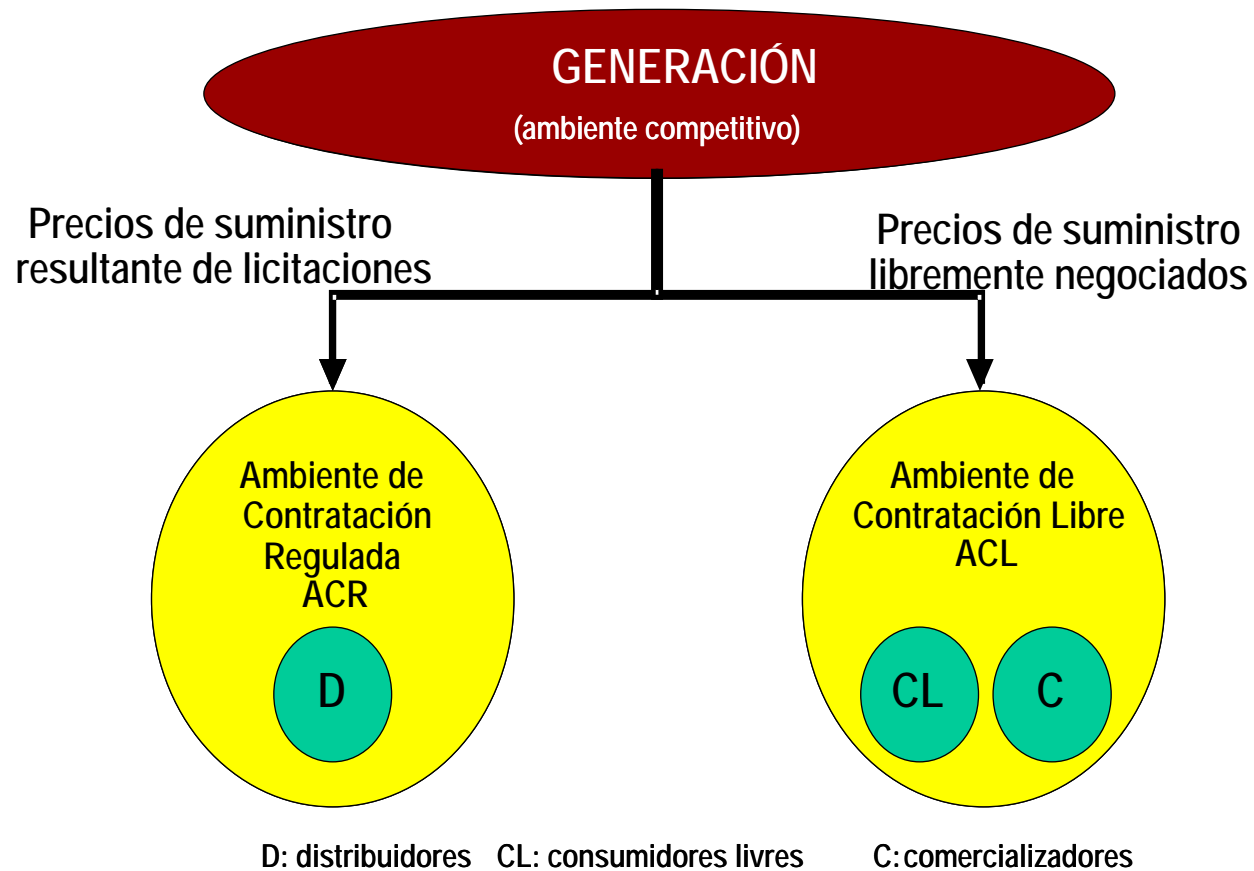 GENERACIÓN
(ambiente competitivo)
Precios de suministro
resultante de licitaciones
Precios de suministro
libremente negociados
Ambiente de
Contratación
Regulada
ACR
D
Ambiente de
Contratación Libre
ACL
CL C
D: distribuidores CL: consumidores livres C: comercializadores